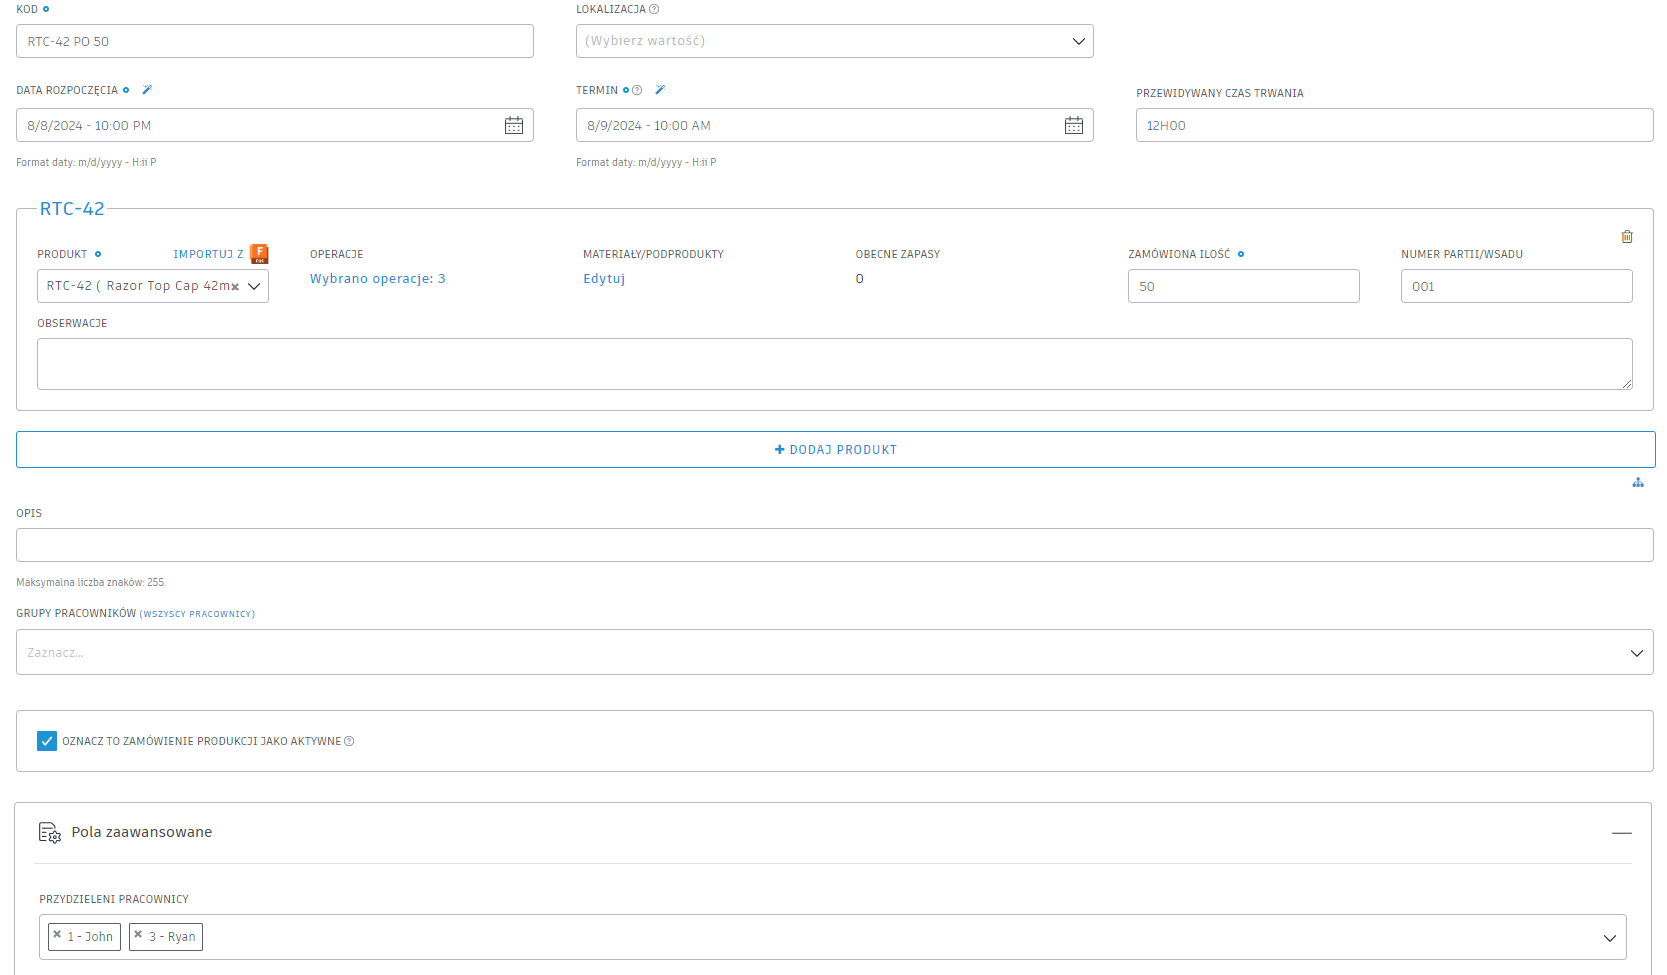 KOD
LOKALIZACJA
RTC-42 PO 50
(Wybierz wartość)
DATA ROZPOCZĘCIA
TERMIN
PRZEWIDYWANY CZAS TRWANIA
8/8/2024 - 10:00 PM
8/9/2024 - 10:00 AM
12H00
Format daty: m/d/yyyy - H:ii P
Format daty: m/d/yyyy - H:ii P
RTC-42
PRODUKT
IMPORTUJ Z
F
FUS
OPERACJE
MATERIAŁY/PODPRODUKTY
OBECNE ZAPASY
ZAMÓWIONA ILOŚĆ
NUMER PARTII/WSADU
RTC-42 ( Razor Top Cap 42m
Wybrano operacje: 3
Edytuj
0
50
001
OBSERWACJE
+ DODAJ PRODUKT
OPIS
Maksymalna liczba znaków: 255.
GRUPY PRACOWNIKÓW (WSZYSCY PRACOWNICY)
Zaznacz...
OZNACZ TO ZAMÓWIENIE PRODUKCJI JAKO AKTYWNE
Pola zaawansowane
PRZYDZIELENI PRACOWNICY
× 1 - John × 3 - Ryan